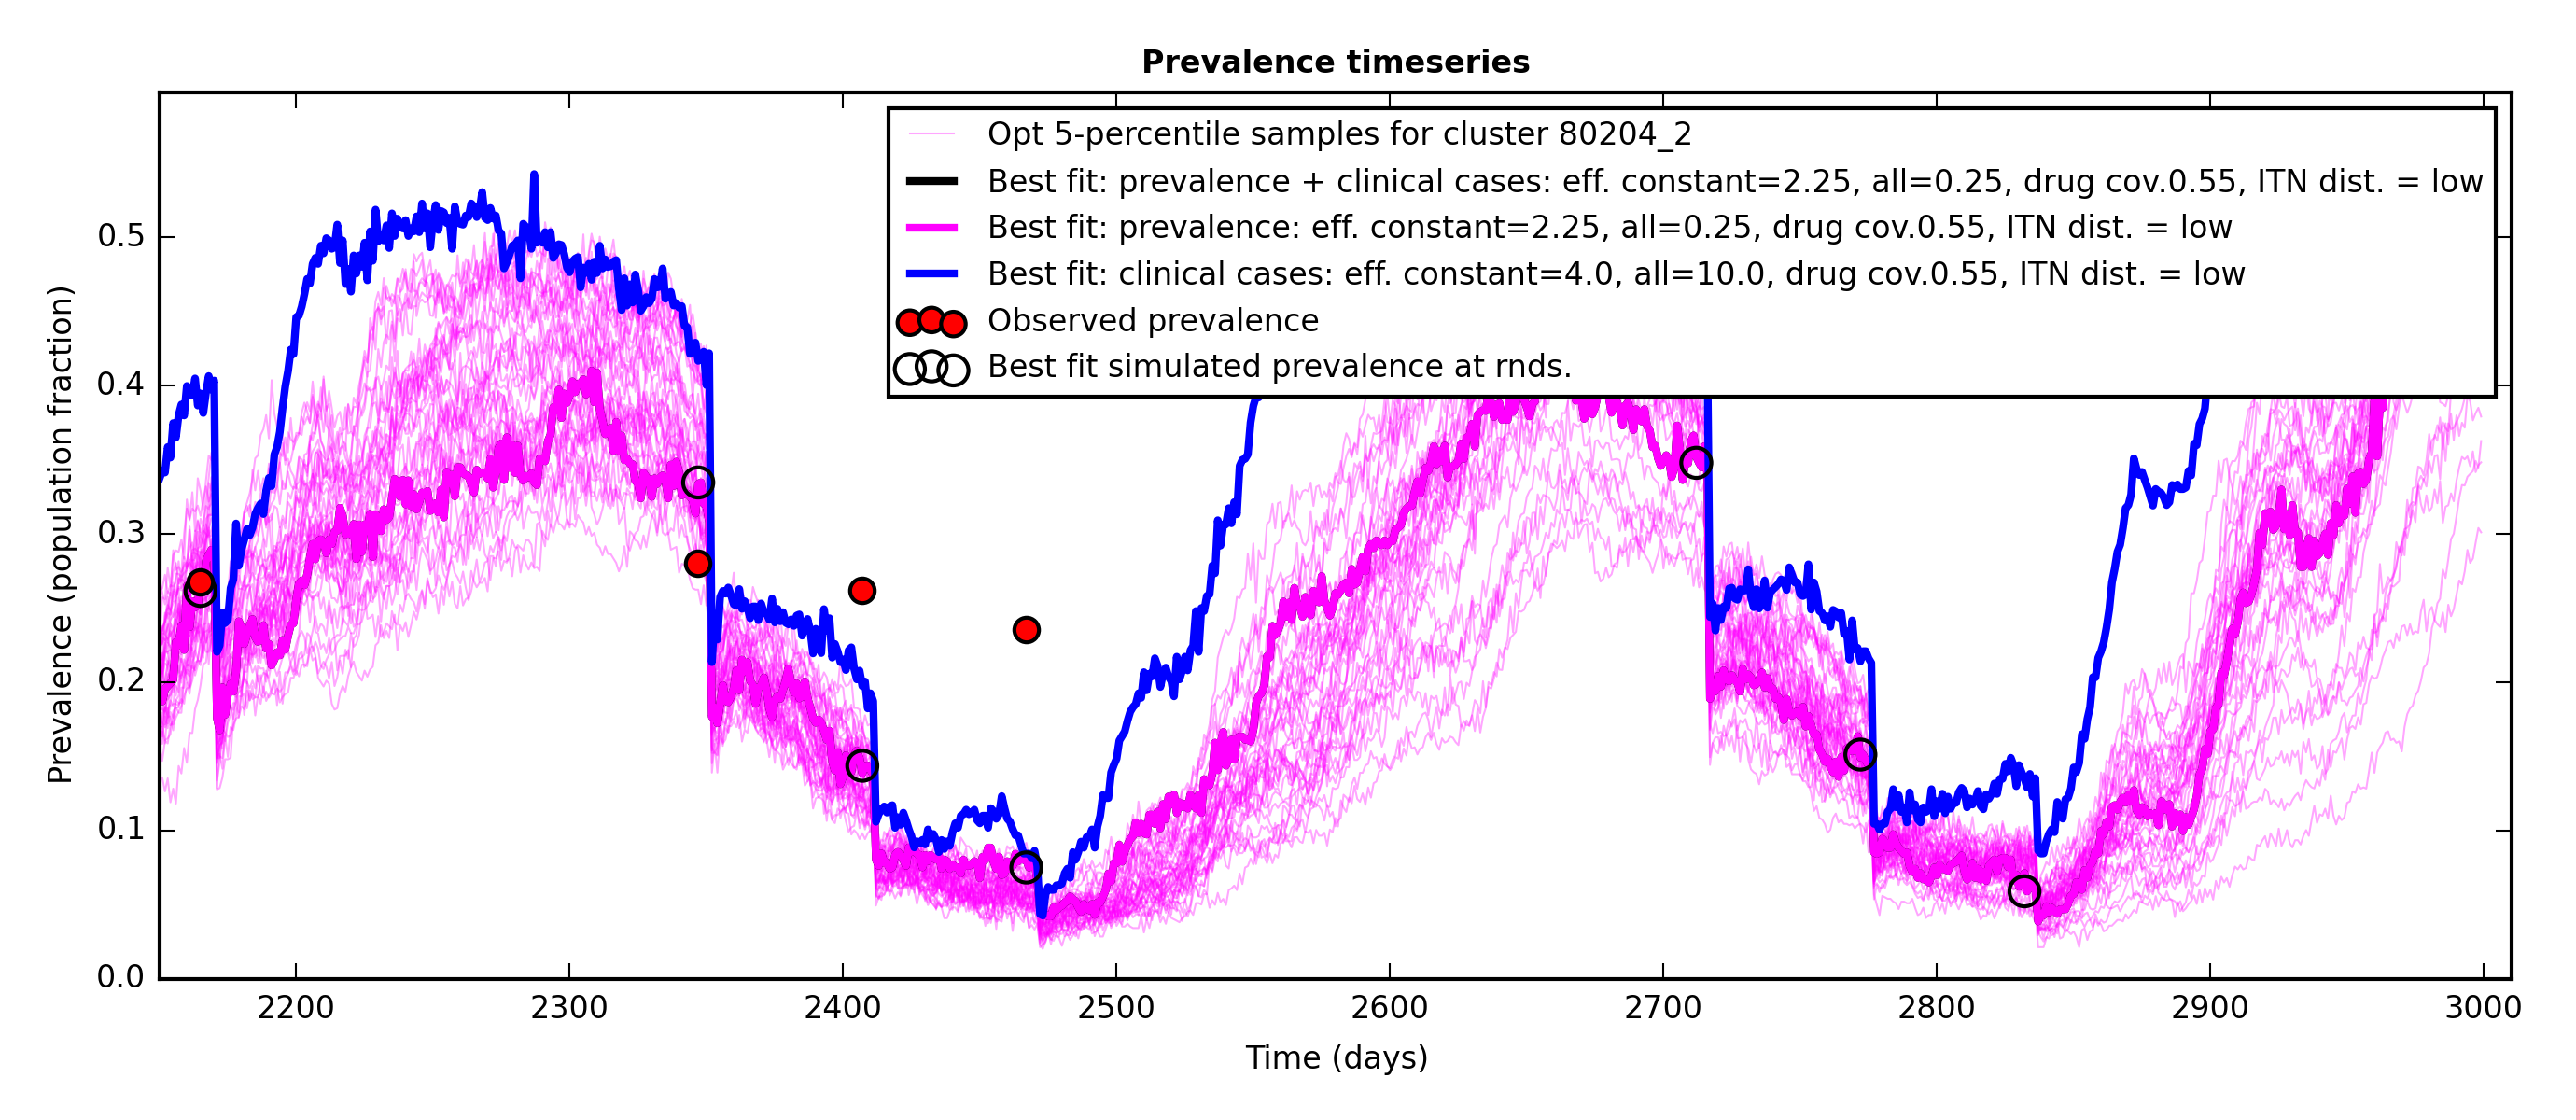 Prevalence timeseries
Opt 5-percentile samples for cluster 80204_2
Best fit: prevalence + clinical cases: eff. constant=2.25, all=0.25, drug cov.0.55, ITN dist. = low
Best fit: prevalence: eff. constant=2.25, all=0.25, drug cov.0.55, ITN dist. = low
Best fit: clinical cases: eff. constant=4.0, all=10.0, drug cov.0.55, ITN dist. = low
Observed prevalence
Best fit simulated prevalence at rnds.
Prevalence (population fraction)
0.5
0.4
0.3
0.2
0.1
0.0
2200 2300 2400 2500 2600 2700 2800 2900 3000
Time (days)